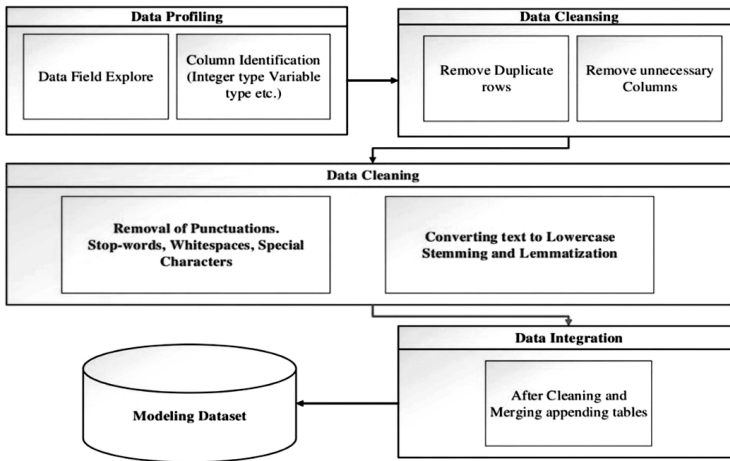 Data Profiling
Data Field Explore
Column Identification
(Integer type Variable
type etc.)
Data Cleansing
Remove Duplicate
rows
Remove unnecessary
Columns
Data Cleaning
Removal of Punctuations.
Stop-words, Whitespaces, Special
Characters
Converting text to Lowercase
Stemming and Lemmatization
Data Integration
After Cleaning and
Merging appending tables
Modeling Dataset